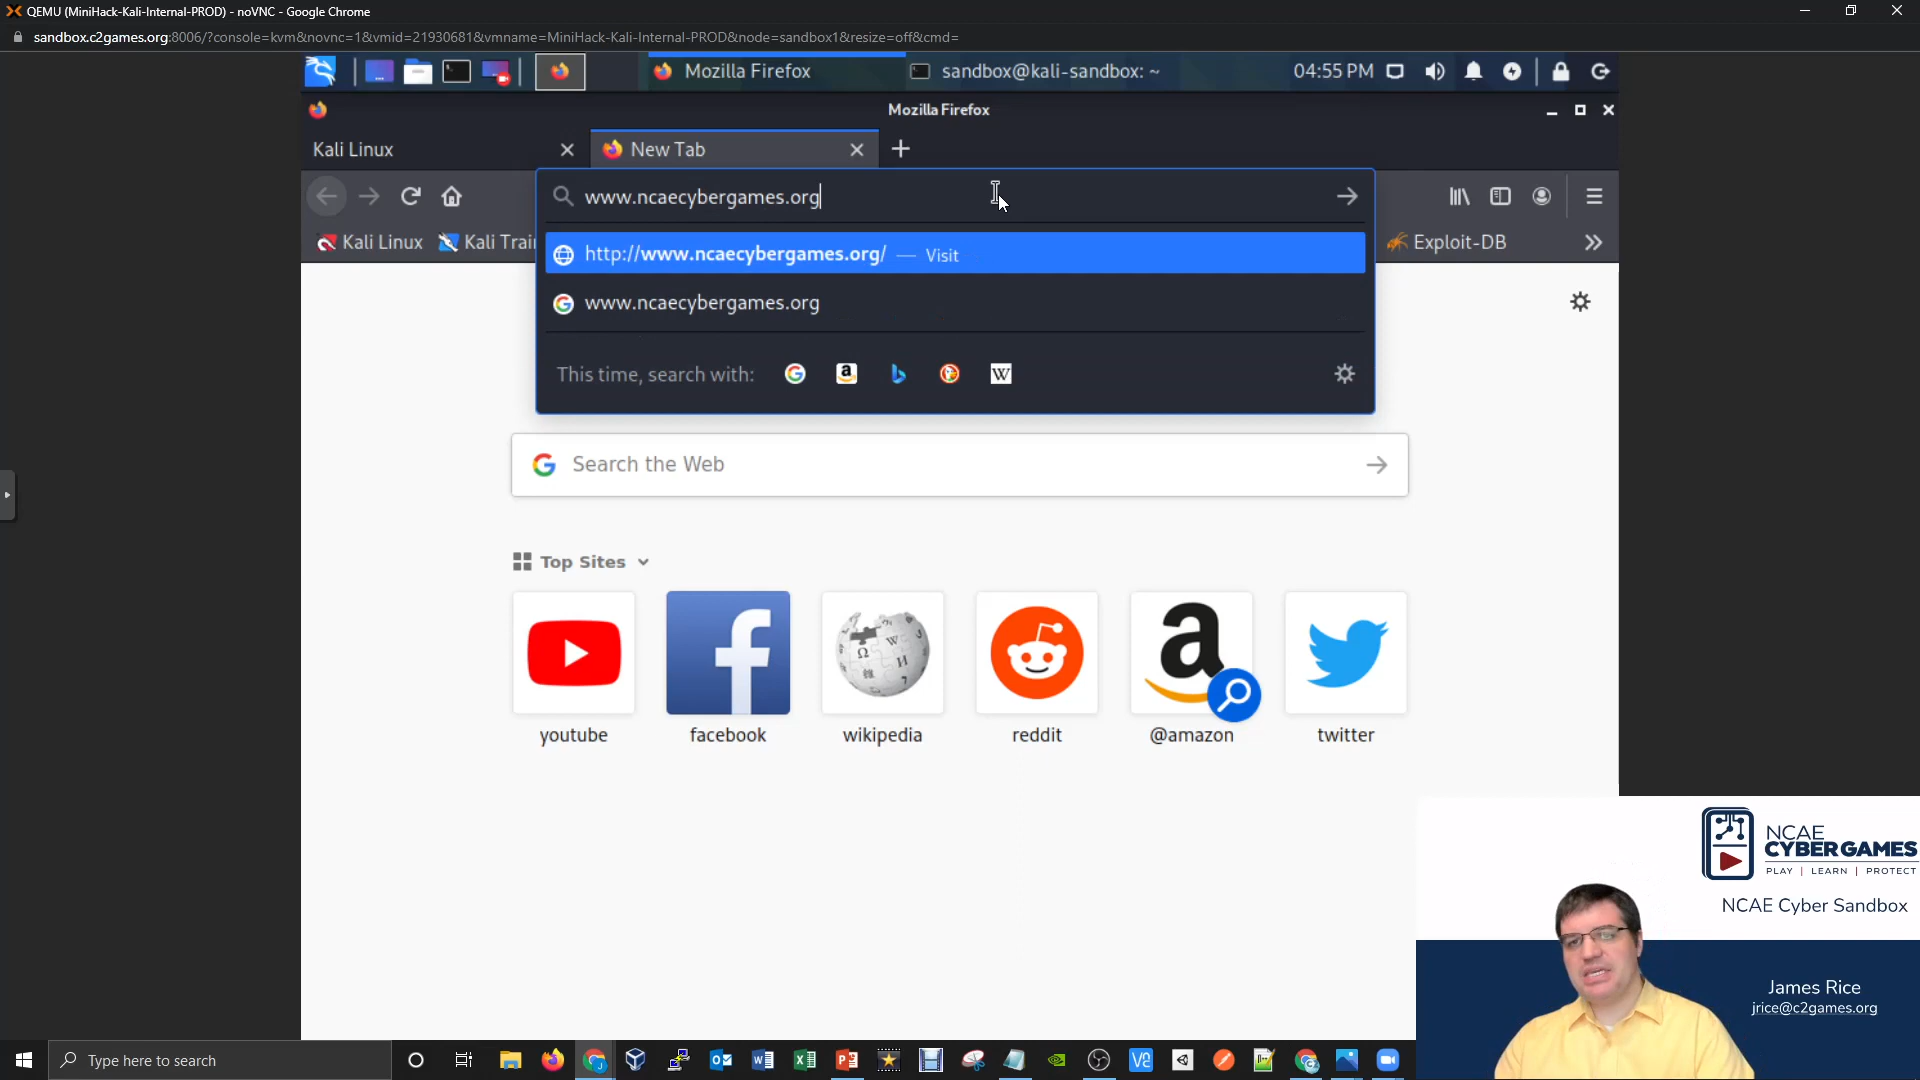 QEMU (MiniHack-Kali-Internal-PROD) - noVNC - Google Chrome
sandbox.c2games.org:8006/?console=kvm&novnc=1&vmid=21930681&vmname=MiniHack-Kali-Internal-PROD&node=sandbox1&resize=off&cmd=
Mozilla Firefox
sandbox@kali-sandbox: ~
04:55 PM
Mozilla Firefox
Kali Linux
New Tab
www.ncaecybergames.org
Kali Linux
Kali Trai
Exploit-DB
http://www.ncaecybergames.org/ — Visit
www.ncaecybergames.org
This time, search with:
Search the Web
Top Sites
youtube
facebook
wikipedia
reddit
@amazon
twitter
NCAE
CYBERGAMES
PLAY | LEARN | PROTECT
NCAE Cyber Sandbox
James Rice
jrice@c2games.org
Type here to search